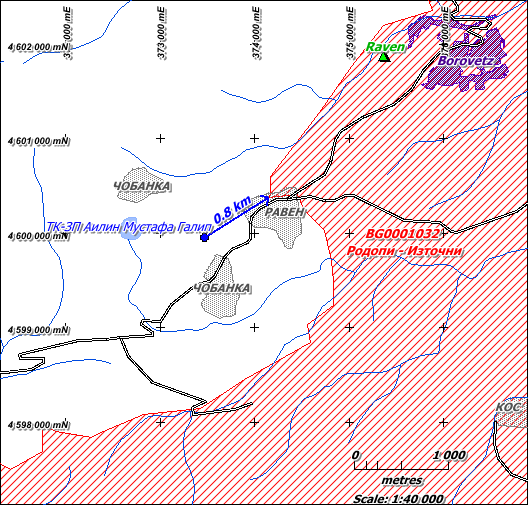 372 000 mE
373 000 mE
374 000 mE
375 000 mE
4 602 000 mN
Raven
Borovetz
4 601 000 mN
ЧОБАНКА
0.8 km
РАВЕН
ТК-ЗП Аилин Мустафа Галип
4 600 000 mN
BG0001032
Родопи - Източни
ЧОБАНКА
4 599 000 mN
КОС
4 598 000 mN
0
1 000
metres
Scale: 1:40 000